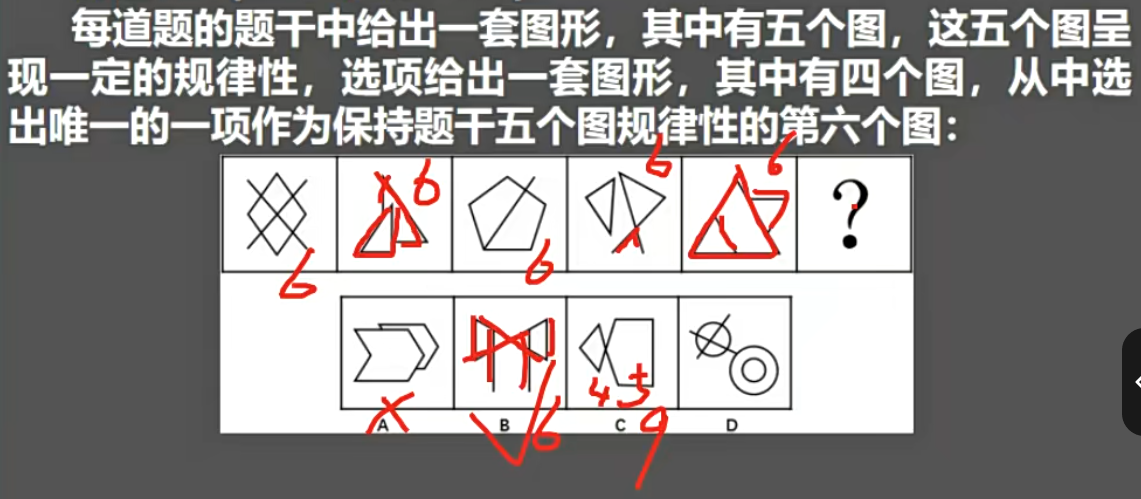 每道题的题干中给出一套图形，其中有五个图，这五个图呈
现一定的规律性，选项给出一套图形，其中有四个图，从中选
出唯一的一项作为保持题干五个图规律性的第六个图：
6 6 6 6 6 ?
4 + 5 9
6
A B C D